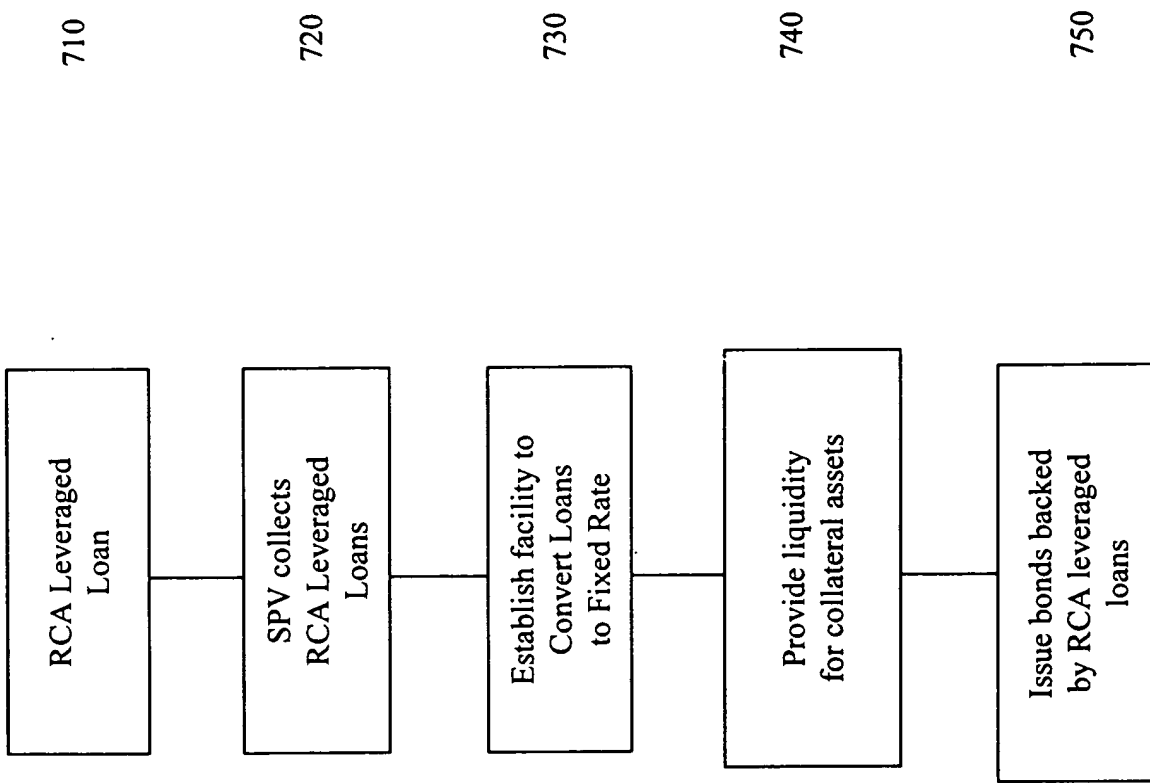 710
RCA Leveraged
Loan
720
SPV collects
RCA Leveraged
Loans
730
Establish facility to
Convert Loans
to Fixed Rate
740
Provide liquidity
for collateral assets
750
Issue bonds backed
by RCA leveraged
loans